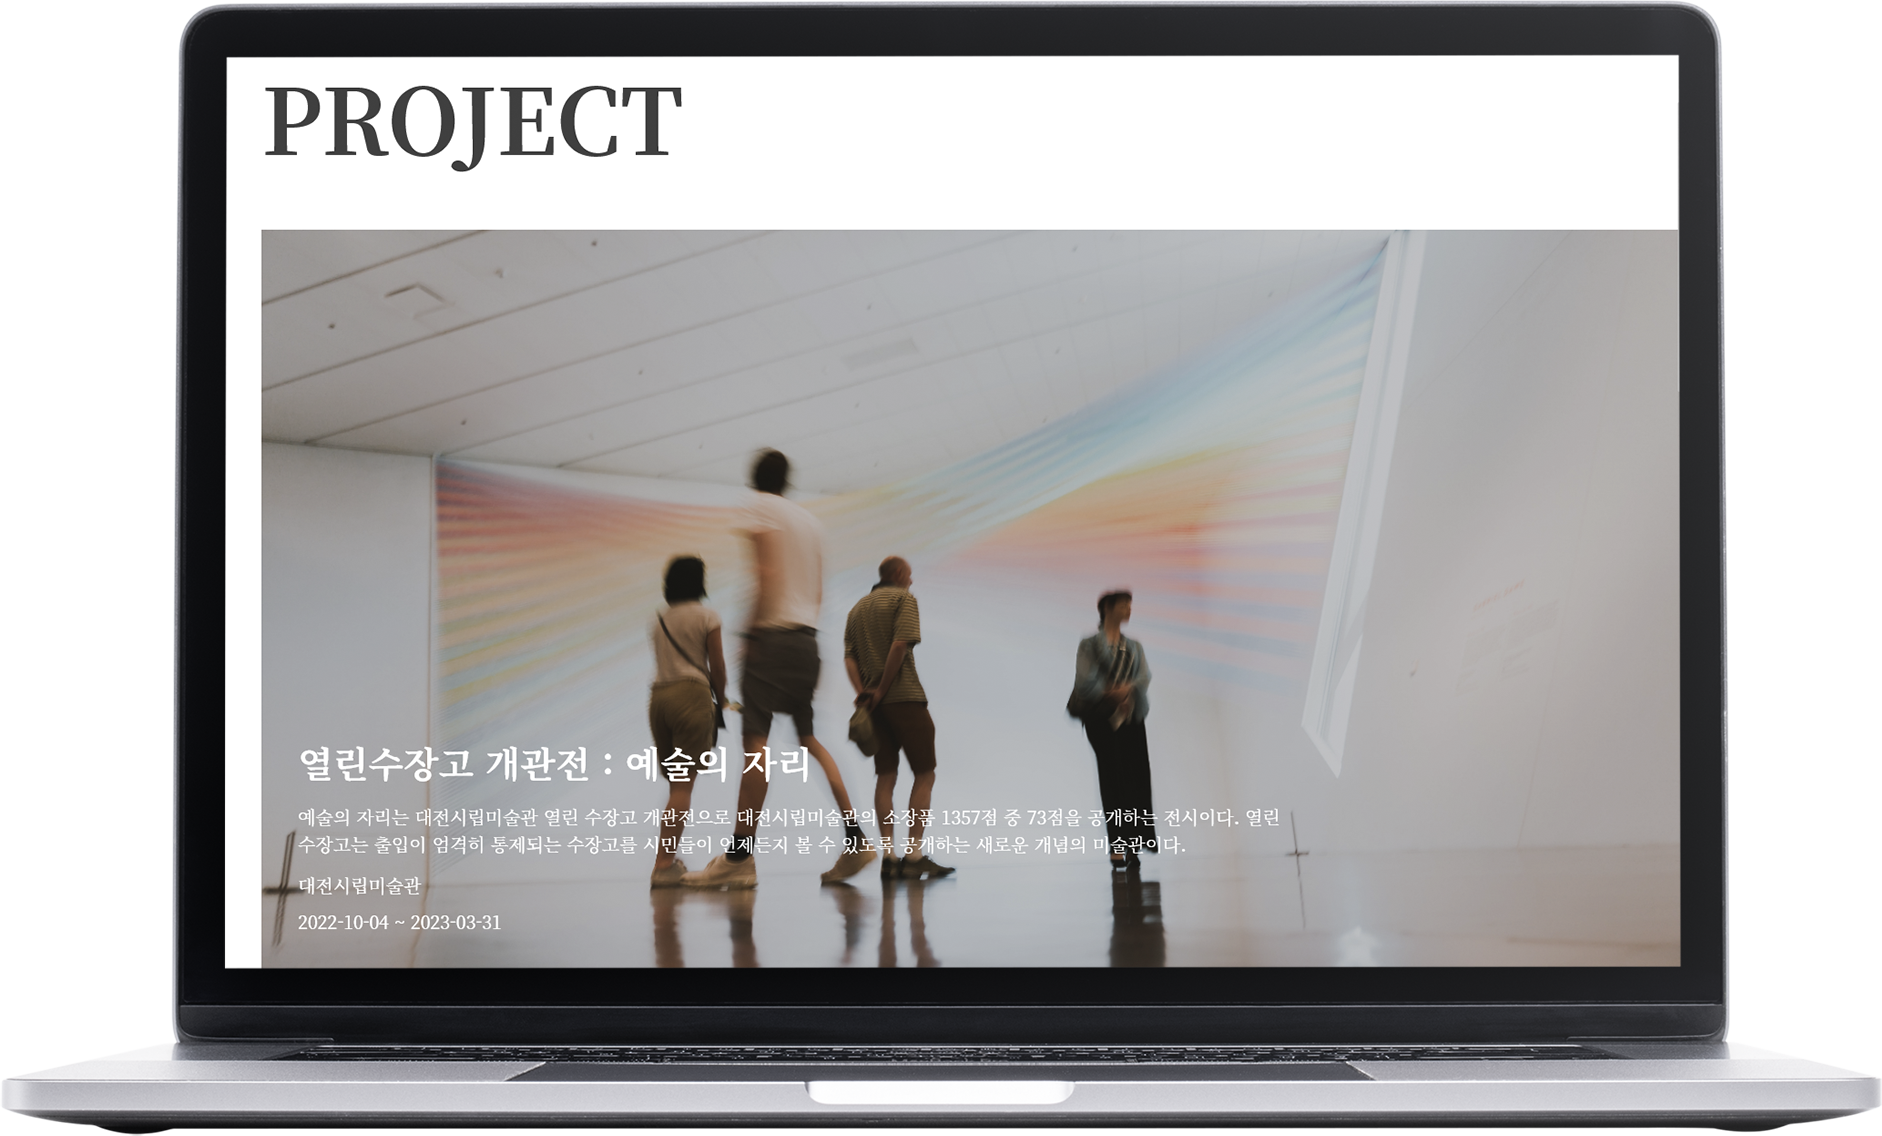 PROJECT
열린수장고 개관전 : 예술의 자리
예술의 자리는 대전시립미술관 열린 수장고 개관전으로 대전시립미술관의 소장품 1357점 중 73점을 공개하는 전시이다. 열린
수장고는 출입이 엄격히 통제되는 수장고를 시민들이 언제든지 볼 수 있도록 공개하는 새로운 개념의 미술관이다.
대전시립미술관
2022-10-04 ~ 2023-03-31